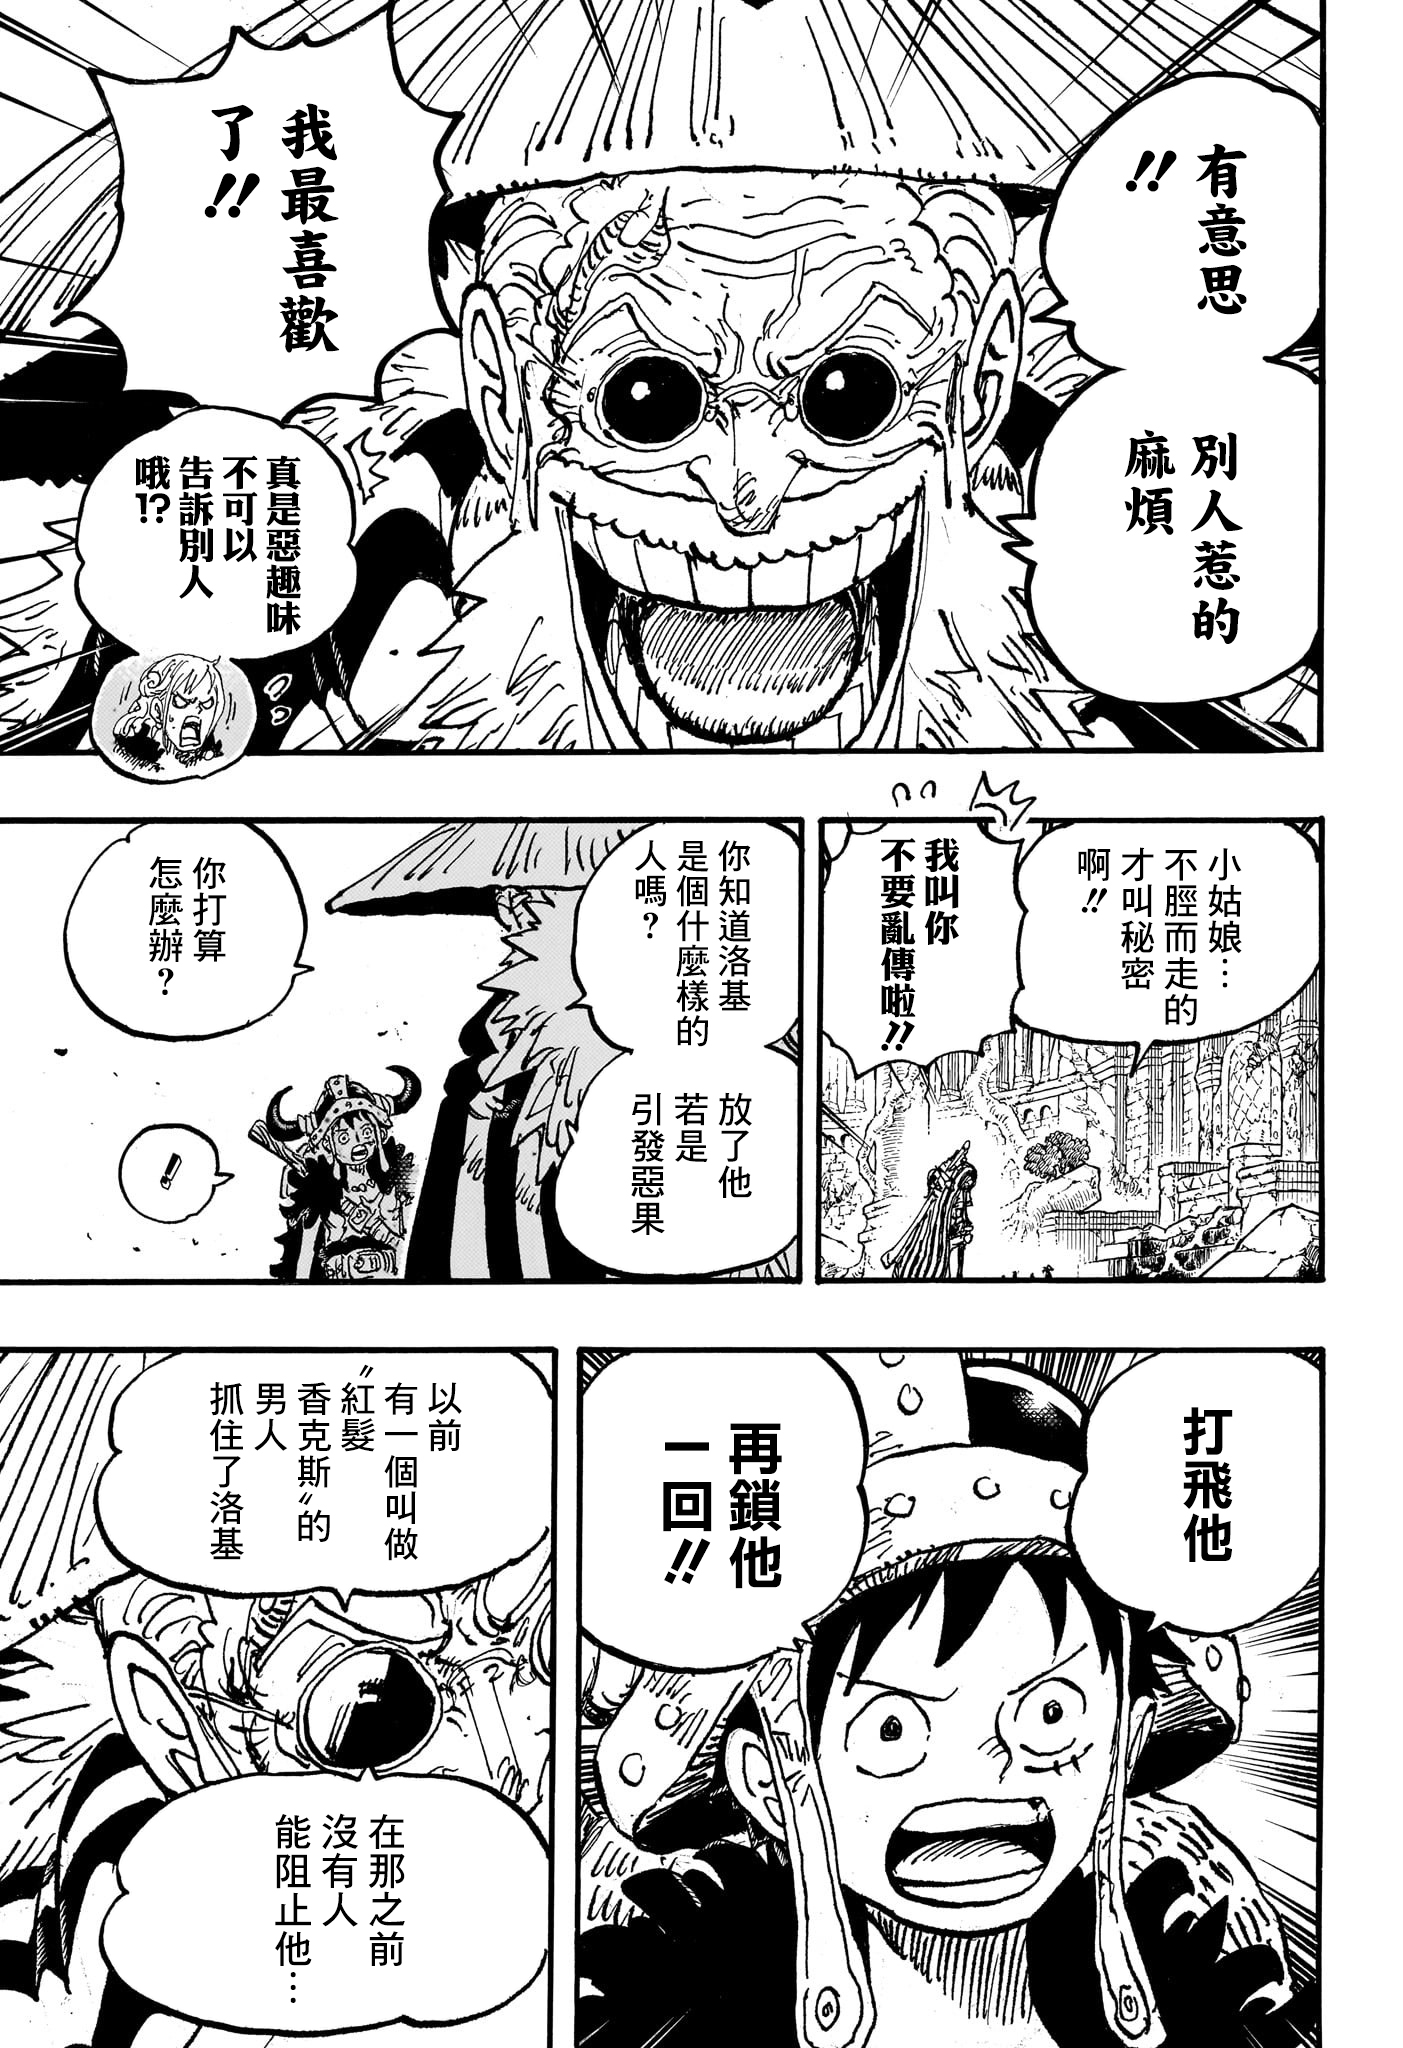 有意思
!!
別人惹的
麻煩
我最喜歡
了!!
真是惡趣味
不可以
告訴別人
哦!?
小姑娘…
不脛而走的
才叫秘密
啊!!
我叫你
不要亂傳啦!!
你知道洛基
是個什麼樣的
人嗎?
放了他
若是
引發惡果
你打算
怎麼辦?
!
打飛他
再鎖他
一回!!
以前
有一個叫做
〝紅髮
香克斯〞的
男人
抓住了洛基
在那之前
沒有人
能阻止他…